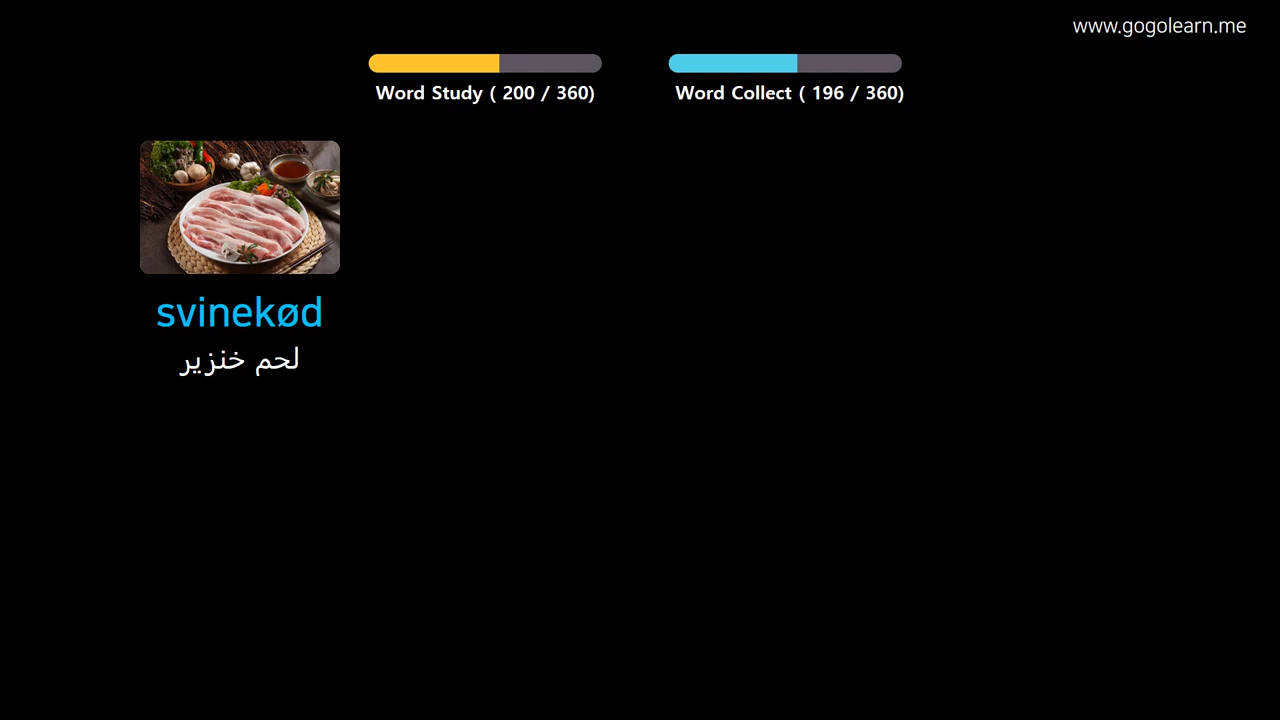 www.gogolearn.me
Word Study ( 200 / 360)
Word Collect ( 196 / 360)
svinekød
لحم خنزير